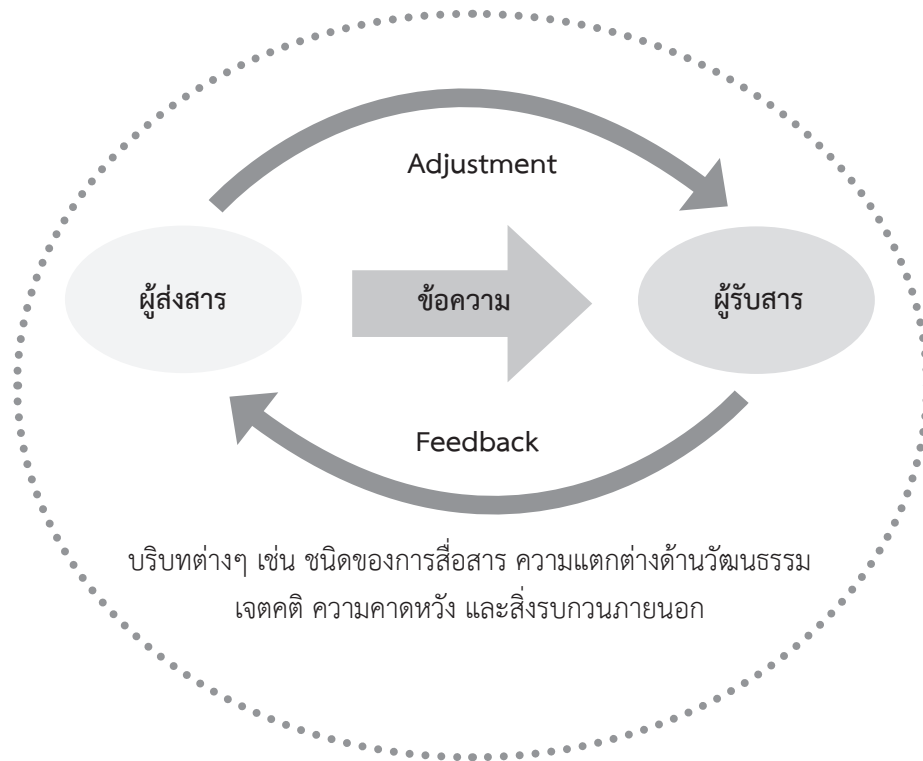 Adjustment
ผู้ส่งสาร
ข้อความ
ผู้รับสาร
Feedback
บริบทต่างๆ เช่น ชนิดของการสื่อสาร ความแตกต่างด้านวัฒนธรรม
เจตคติ ความคาดหวัง และสิ่งรบกวนภายนอก